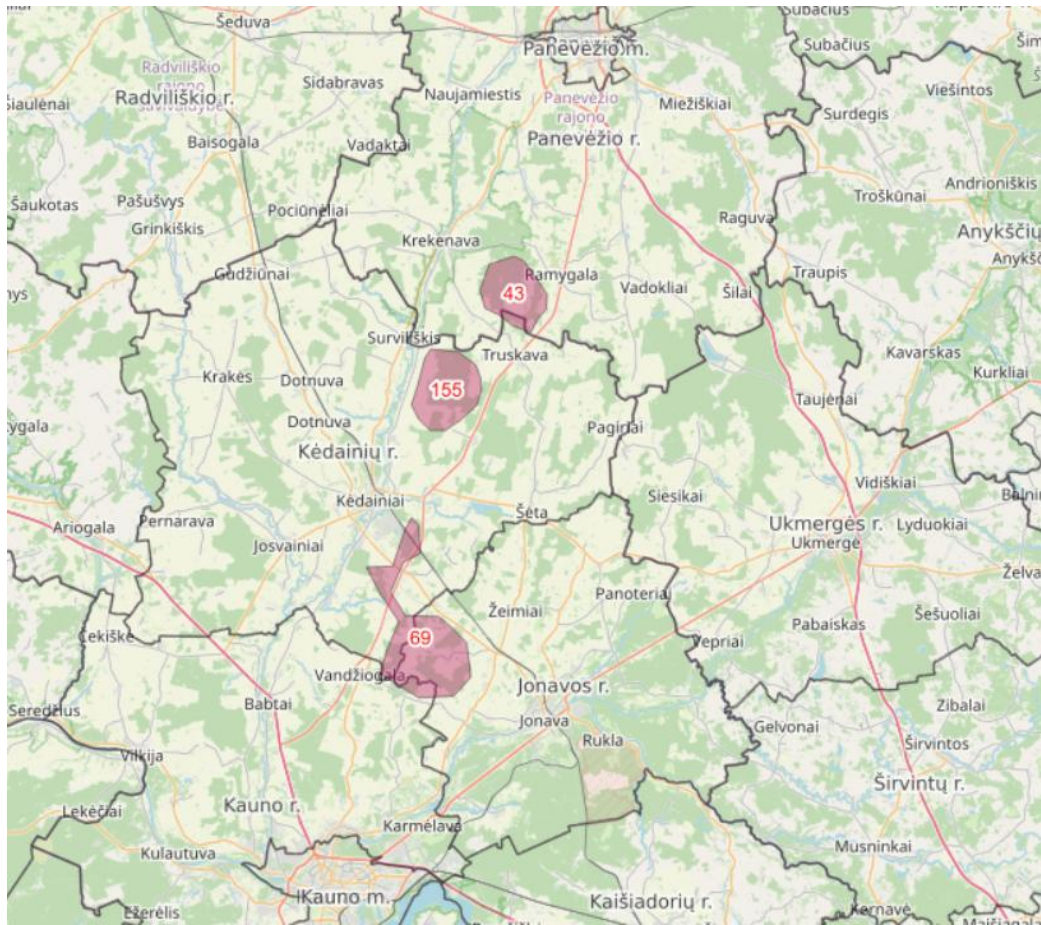 Šeduva
Subačius
Panevėžio m.
Subačius
Radviliškio
Radviliškio r.
Sidabravas
Naujamiestis
Panevėžio
rajono
Miežiškiai
Viešintos
Šiaulėnai
Surdegis
Baisogala
Vadaktai
Panevėžio r.
Troškūnai
Andrioniškis
Šaukotas
Pašušvys
Grinkiškis
Pociūnėliai
Raguva
Krekenava
Anykščių
Anykšč
Gudžiūnai
Ramygala
Vadokliai
Šilai
Traupis
43
Surviliškis
Truskava
Kavarskas
Kurkliai
Krakės
Dotnuva
155
Taujėnai
Dotnuva
Pagiriai
Kėdainių r.
Vidiškiai
Kėdainiai
Siesikai
Ariogala
Pernarava
Šėta
Ukmergės r.
Lyduokiai
Ukmergė
Josvainiai
Želva
Panoteria
Žeimiai
Šešuoliai
Čekiškė
69
Vepriai
Pabaiskas
Vandžiogala
Jonavos r.
Seredžius
Babtai
Jonava
Gelvonai
Zibalai
Vilkija
Rukla
Širvintos
Širvintų r.
Lekėčiai
Kauno r.
Karmėlava
Kulautuva
Musninkai
Kauno m.
Kaišiadorių r.
Ežerėlis
Kernavė
Maišiagala